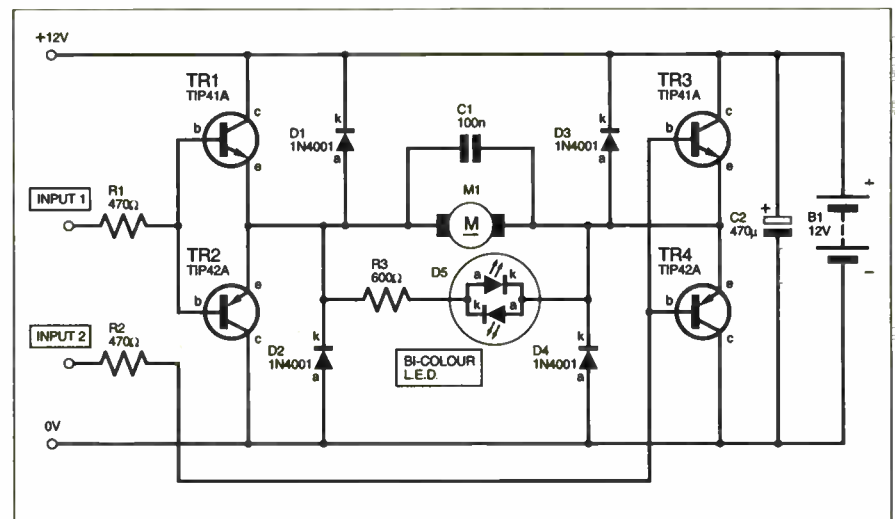 +12V
TR1
TIP41A
b
c
e
D1
1N4001
k
a
C1
100n
D3
1N4001
k
a
TR3
TIP41A
b
c
e
INPUT 1
R1
470Ω
M1
M
C2
470µ
+
B1
12V
+
−
TR2
TIP42A
b
e
c
R3
600Ω
D5
a
k
k
a
TR4
TIP42A
b
e
c
INPUT 2
R2
470Ω
D2
1N4001
k
a
BI-COLOUR
L.E.D.
D4
1N4001
k
a
0V